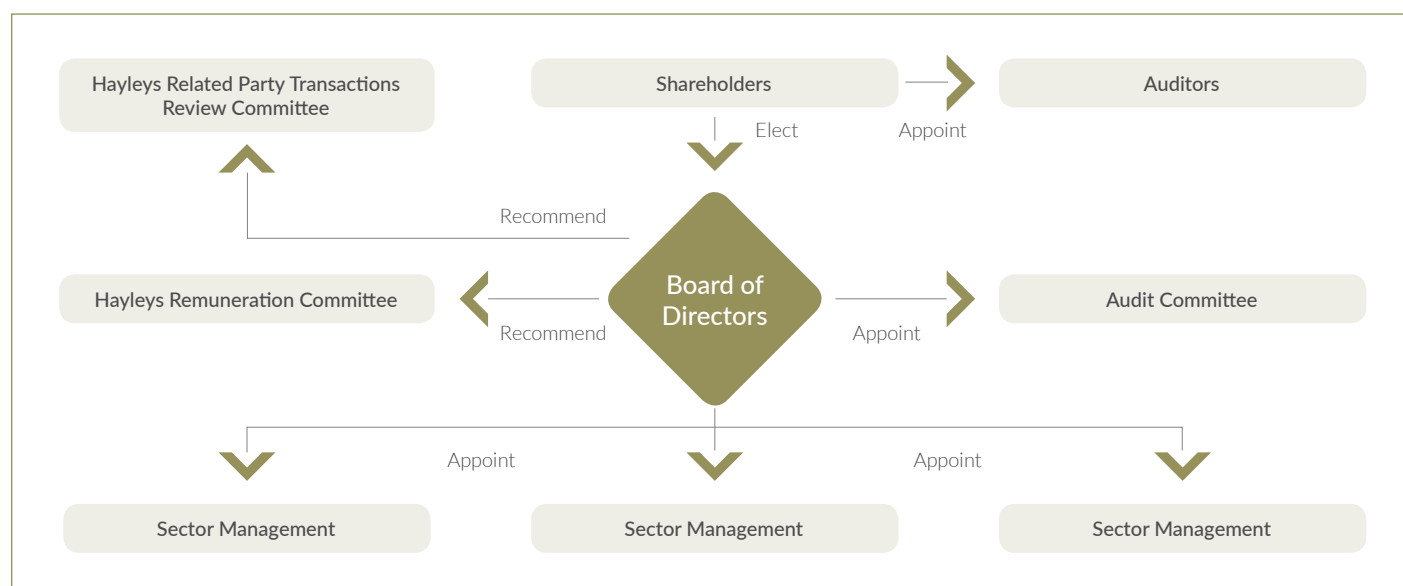 Hayleys Related Party Transactions
Review Committee
Shareholders
Auditors
Elect
Appoint
Recommend
Board of
Directors
Hayleys Remuneration Committee
Audit Committee
Recommend
Appoint
Appoint
Appoint
Sector Management
Sector Management
Sector Management